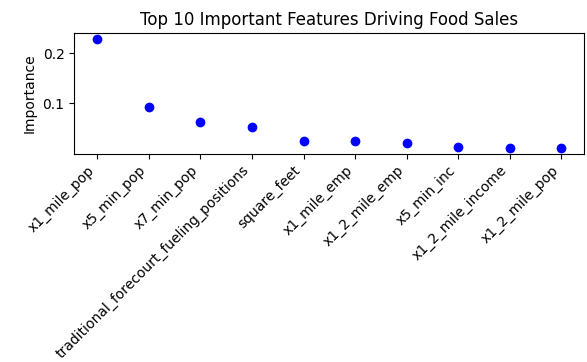 Top 10 Important Features Driving Food Sales
Importance
0.2
0.1
x1_mile_pop
x5_min_pop
x7_min_pop
traditional_forecourt_fueling_positions
square_feet
x1_mile_emp
x1_2_mile_emp
x5_min_inc
x1_2_mile_income
x1_2_mile_pop